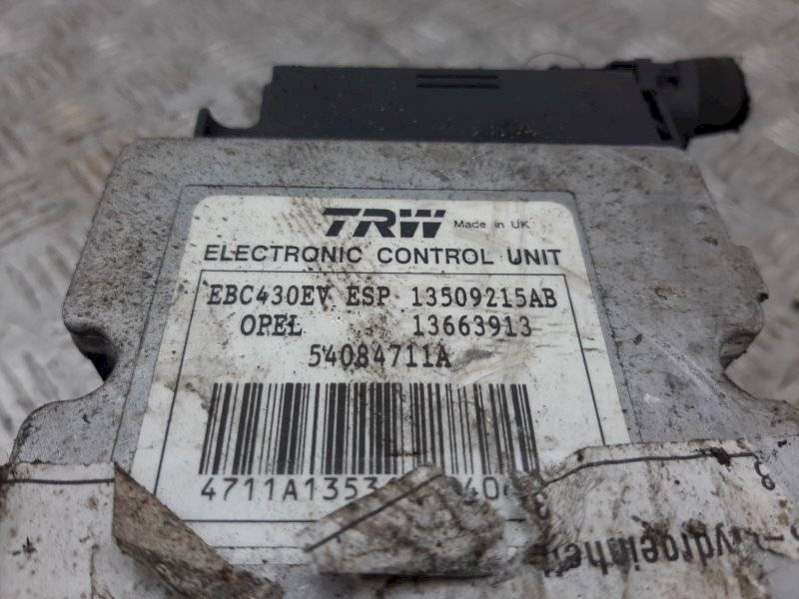 TRW Made in UK
ELECTRONIC CONTROL UNIT
EBC430EV ESP 13509215AB
OPEL 13663913
54084711A